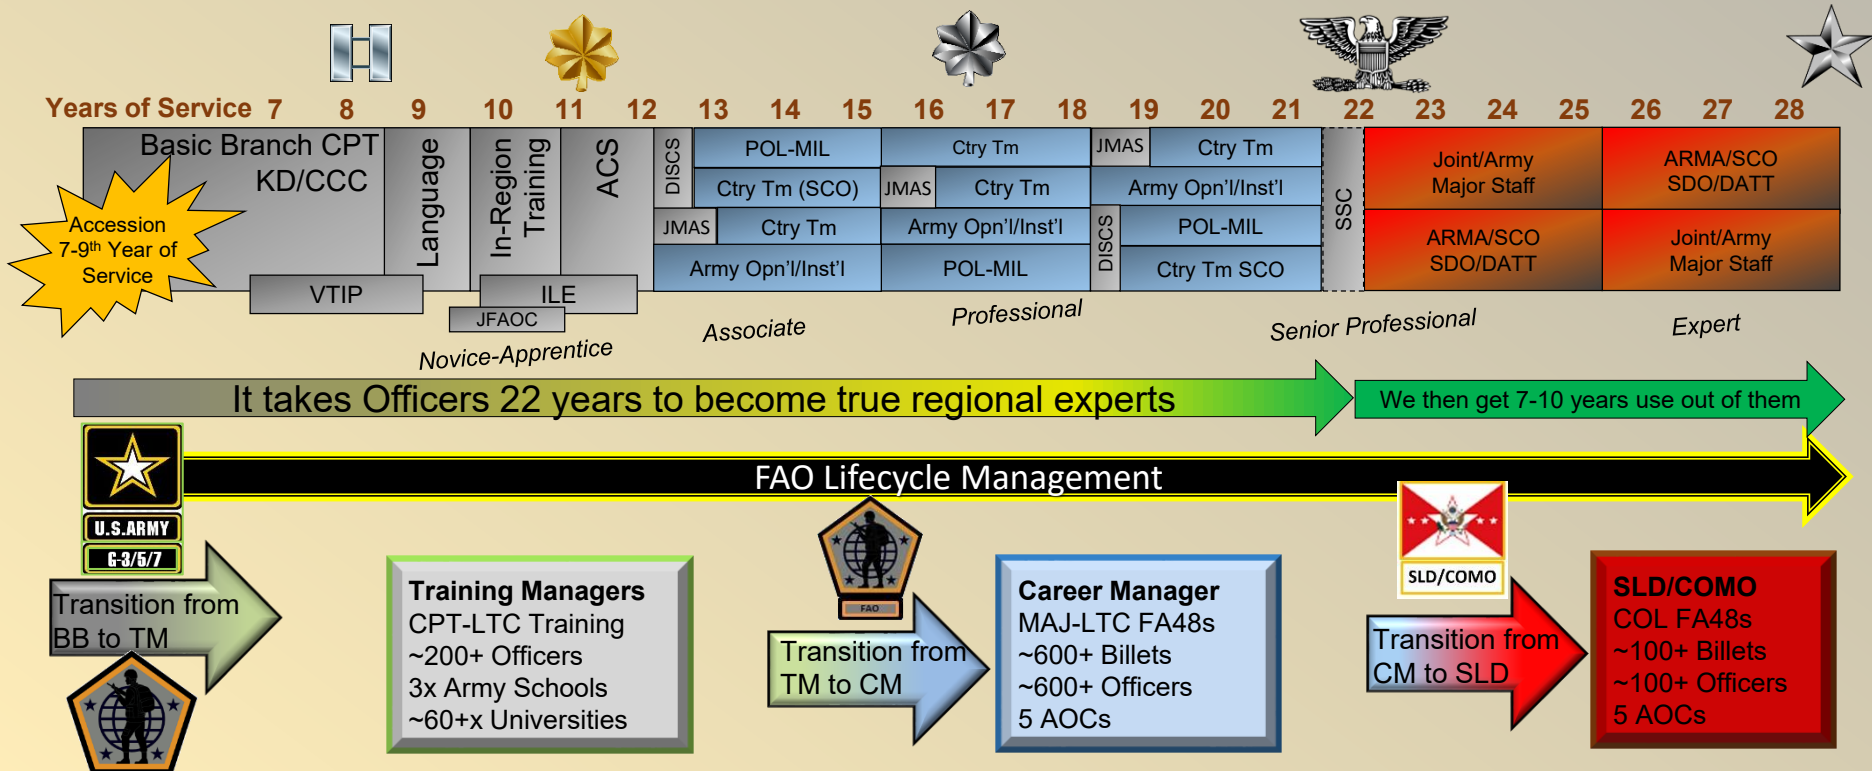 Years of Service 7 8 9 10 11 12 13 14 15 16 17 18 19 20 21 22 23 24 25 26 27 28
Basic Branch CPT
KD/CCC
Accession
7-9th Year of
Service
VTIP
Language
In-Region
Training
ACS
JFAOC
ILE
DISCS
POL-MIL
Ctry Tm (SCO)
JMAS
Ctry Tm
Army Opn'l/Inst'l
Ctry Tm
JMAS
Ctry Tm
Army Opn'l/Inst'l
POL-MIL
JMAS
Ctry Tm
Army Opn'l/Inst'l
DISCS
POL-MIL
Ctry Tm SCO
SSC
Joint/Army
Major Staff
ARMA/SCO
SDO/DATT
ARMA/SCO
SDO/DATT
Joint/Army
Major Staff
Novice-Apprentice
Associate
Professional
Senior Professional
Expert
It takes Officers 22 years to become true regional experts
We then get 7-10 years use out of them
FAO Lifecycle Management
U.S.ARMY
G-3/5/7
Transition from
BB to TM
Training Managers
CPT-LTC Training
~200+ Officers
3x Army Schools
~60+x Universities
FAO
Transition from
TM to CM
Career Manager
MAJ-LTC FA48s
~600+ Billets
~600+ Officers
5 AOCs
SLD/COMO
Transition from
CM to SLD
SLD/COMO
COL FA48s
~100+ Billets
~100+ Officers
5 AOCs